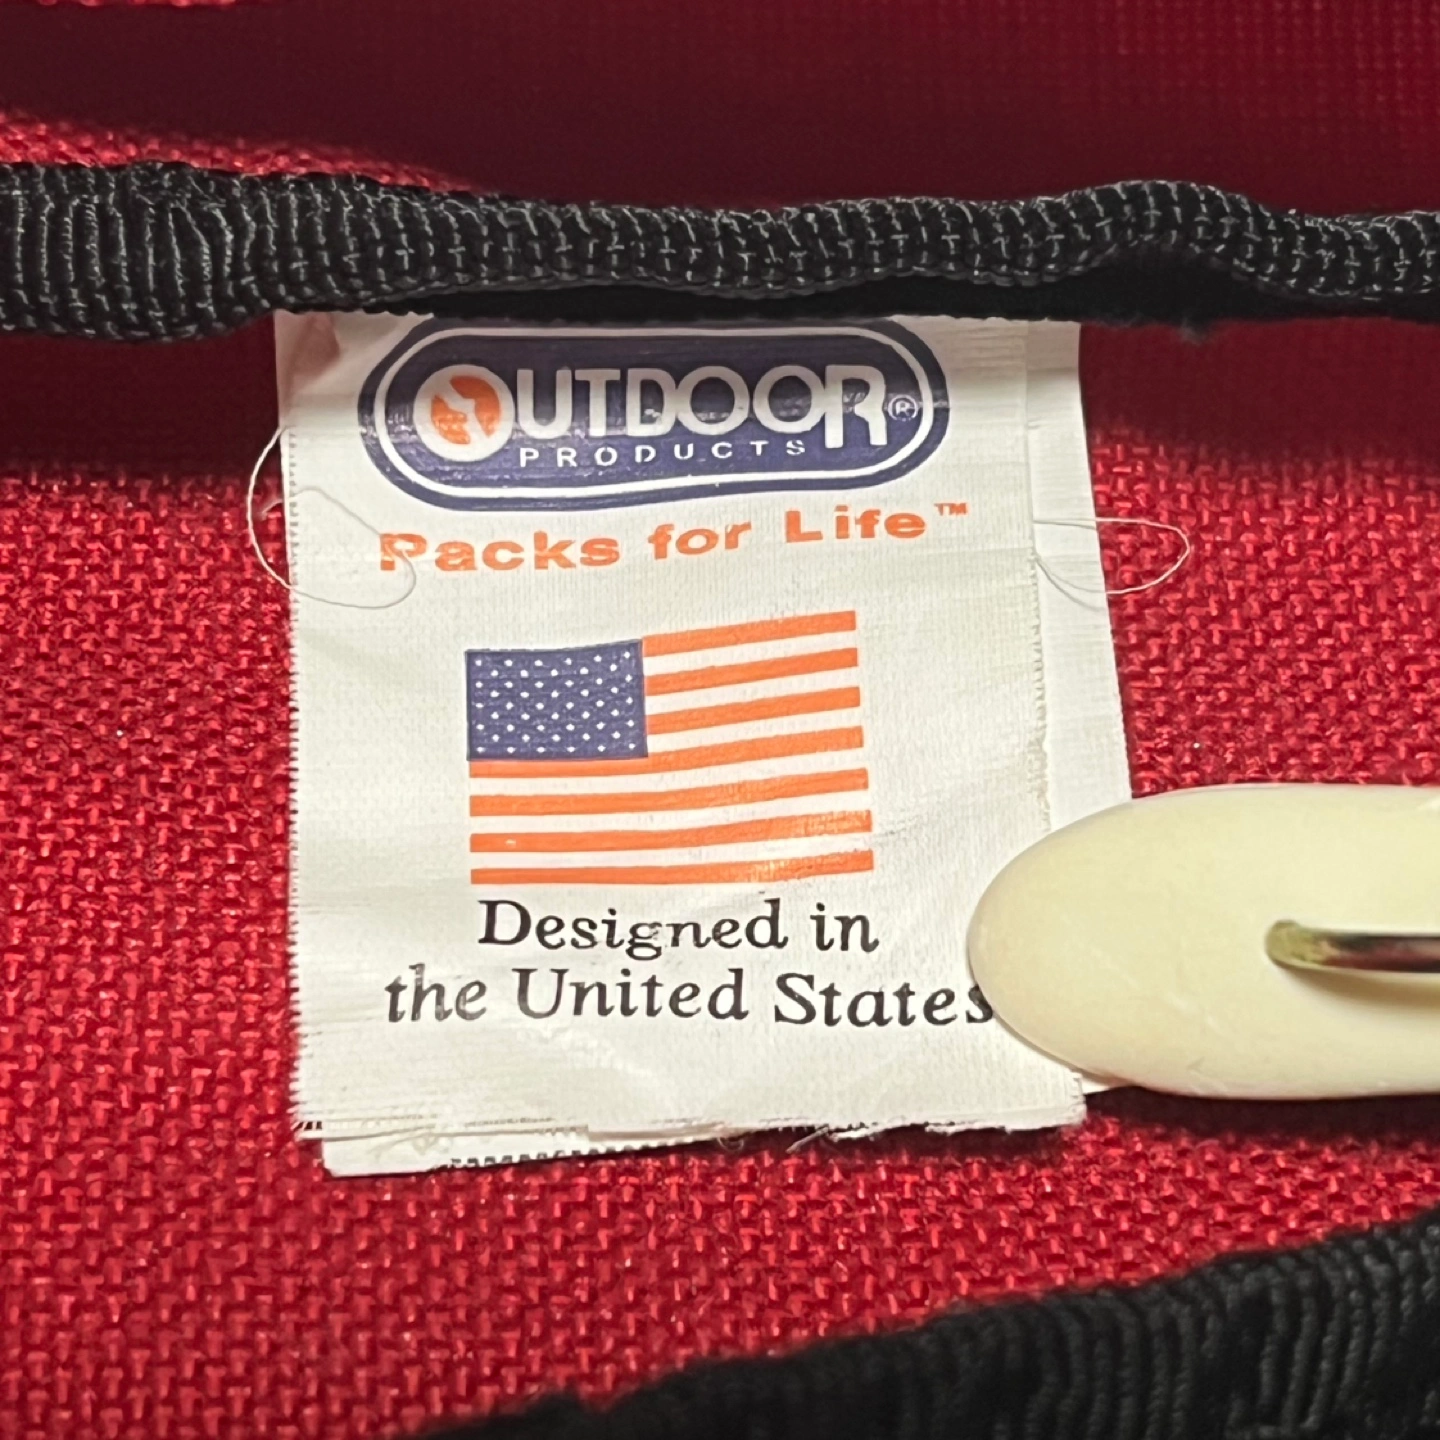 OUTDOOR®
PRODUCTS
Packs for Life™
Designed in
the United States